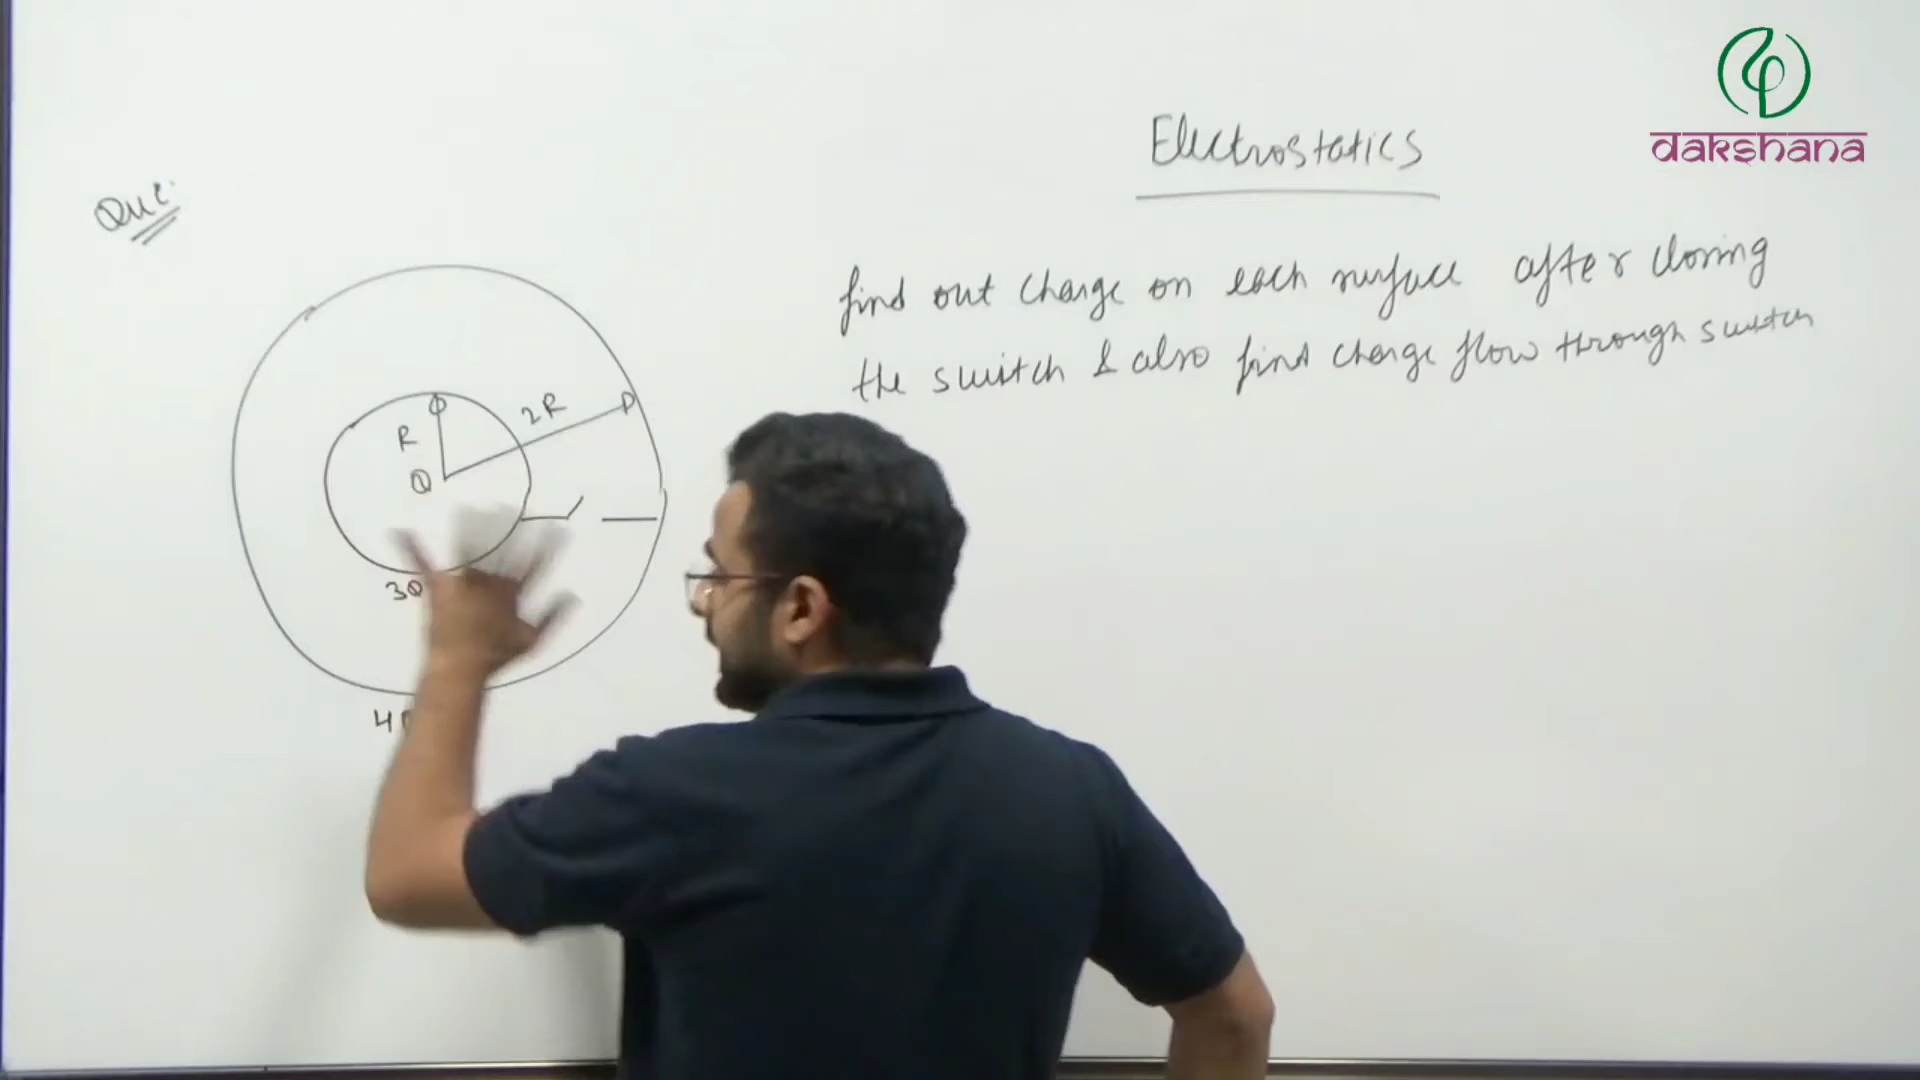 Electrostatics
dakshana
Que:
find out charge on each surface after closing
the switch & also find charge flow through switch
2R
R
Q
3Q
4